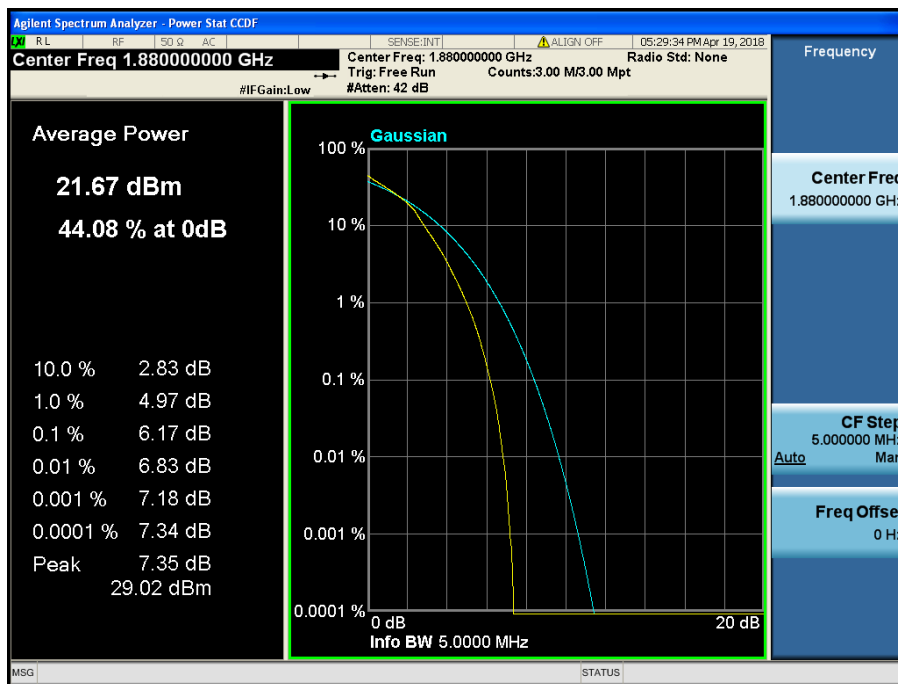 Agilent Spectrum Analyzer - Power Stat CCDF
LXI RL RF 50 Ω AC SENSE:INT ALIGN OFF 05:29:34 PM Apr 19, 2018
Center Freq 1.880000000 GHz
Center Freq: 1.880000000 GHz Radio Std: None
Trig: Free Run Counts:3.00 M/3.00 Mpt
#IFGain:Low #Atten: 42 dB
Frequency
Average Power
21.67 dBm
44.08 % at 0dB
10.0 % 2.83 dB
1.0 % 4.97 dB
0.1 % 6.17 dB
0.01 % 6.83 dB
0.001 % 7.18 dB
0.0001 % 7.34 dB
Peak 7.35 dB
29.02 dBm
Gaussian
100 %
10 %
1 %
0.1 %
0.01 %
0.001 %
0.0001 %
0 dB 20 dB
Info BW 5.0000 MHz
Center Freq
1.880000000 GH
CF Step
5.000000 MH
Auto Man
Freq Offse
0 H
MSG STATUS